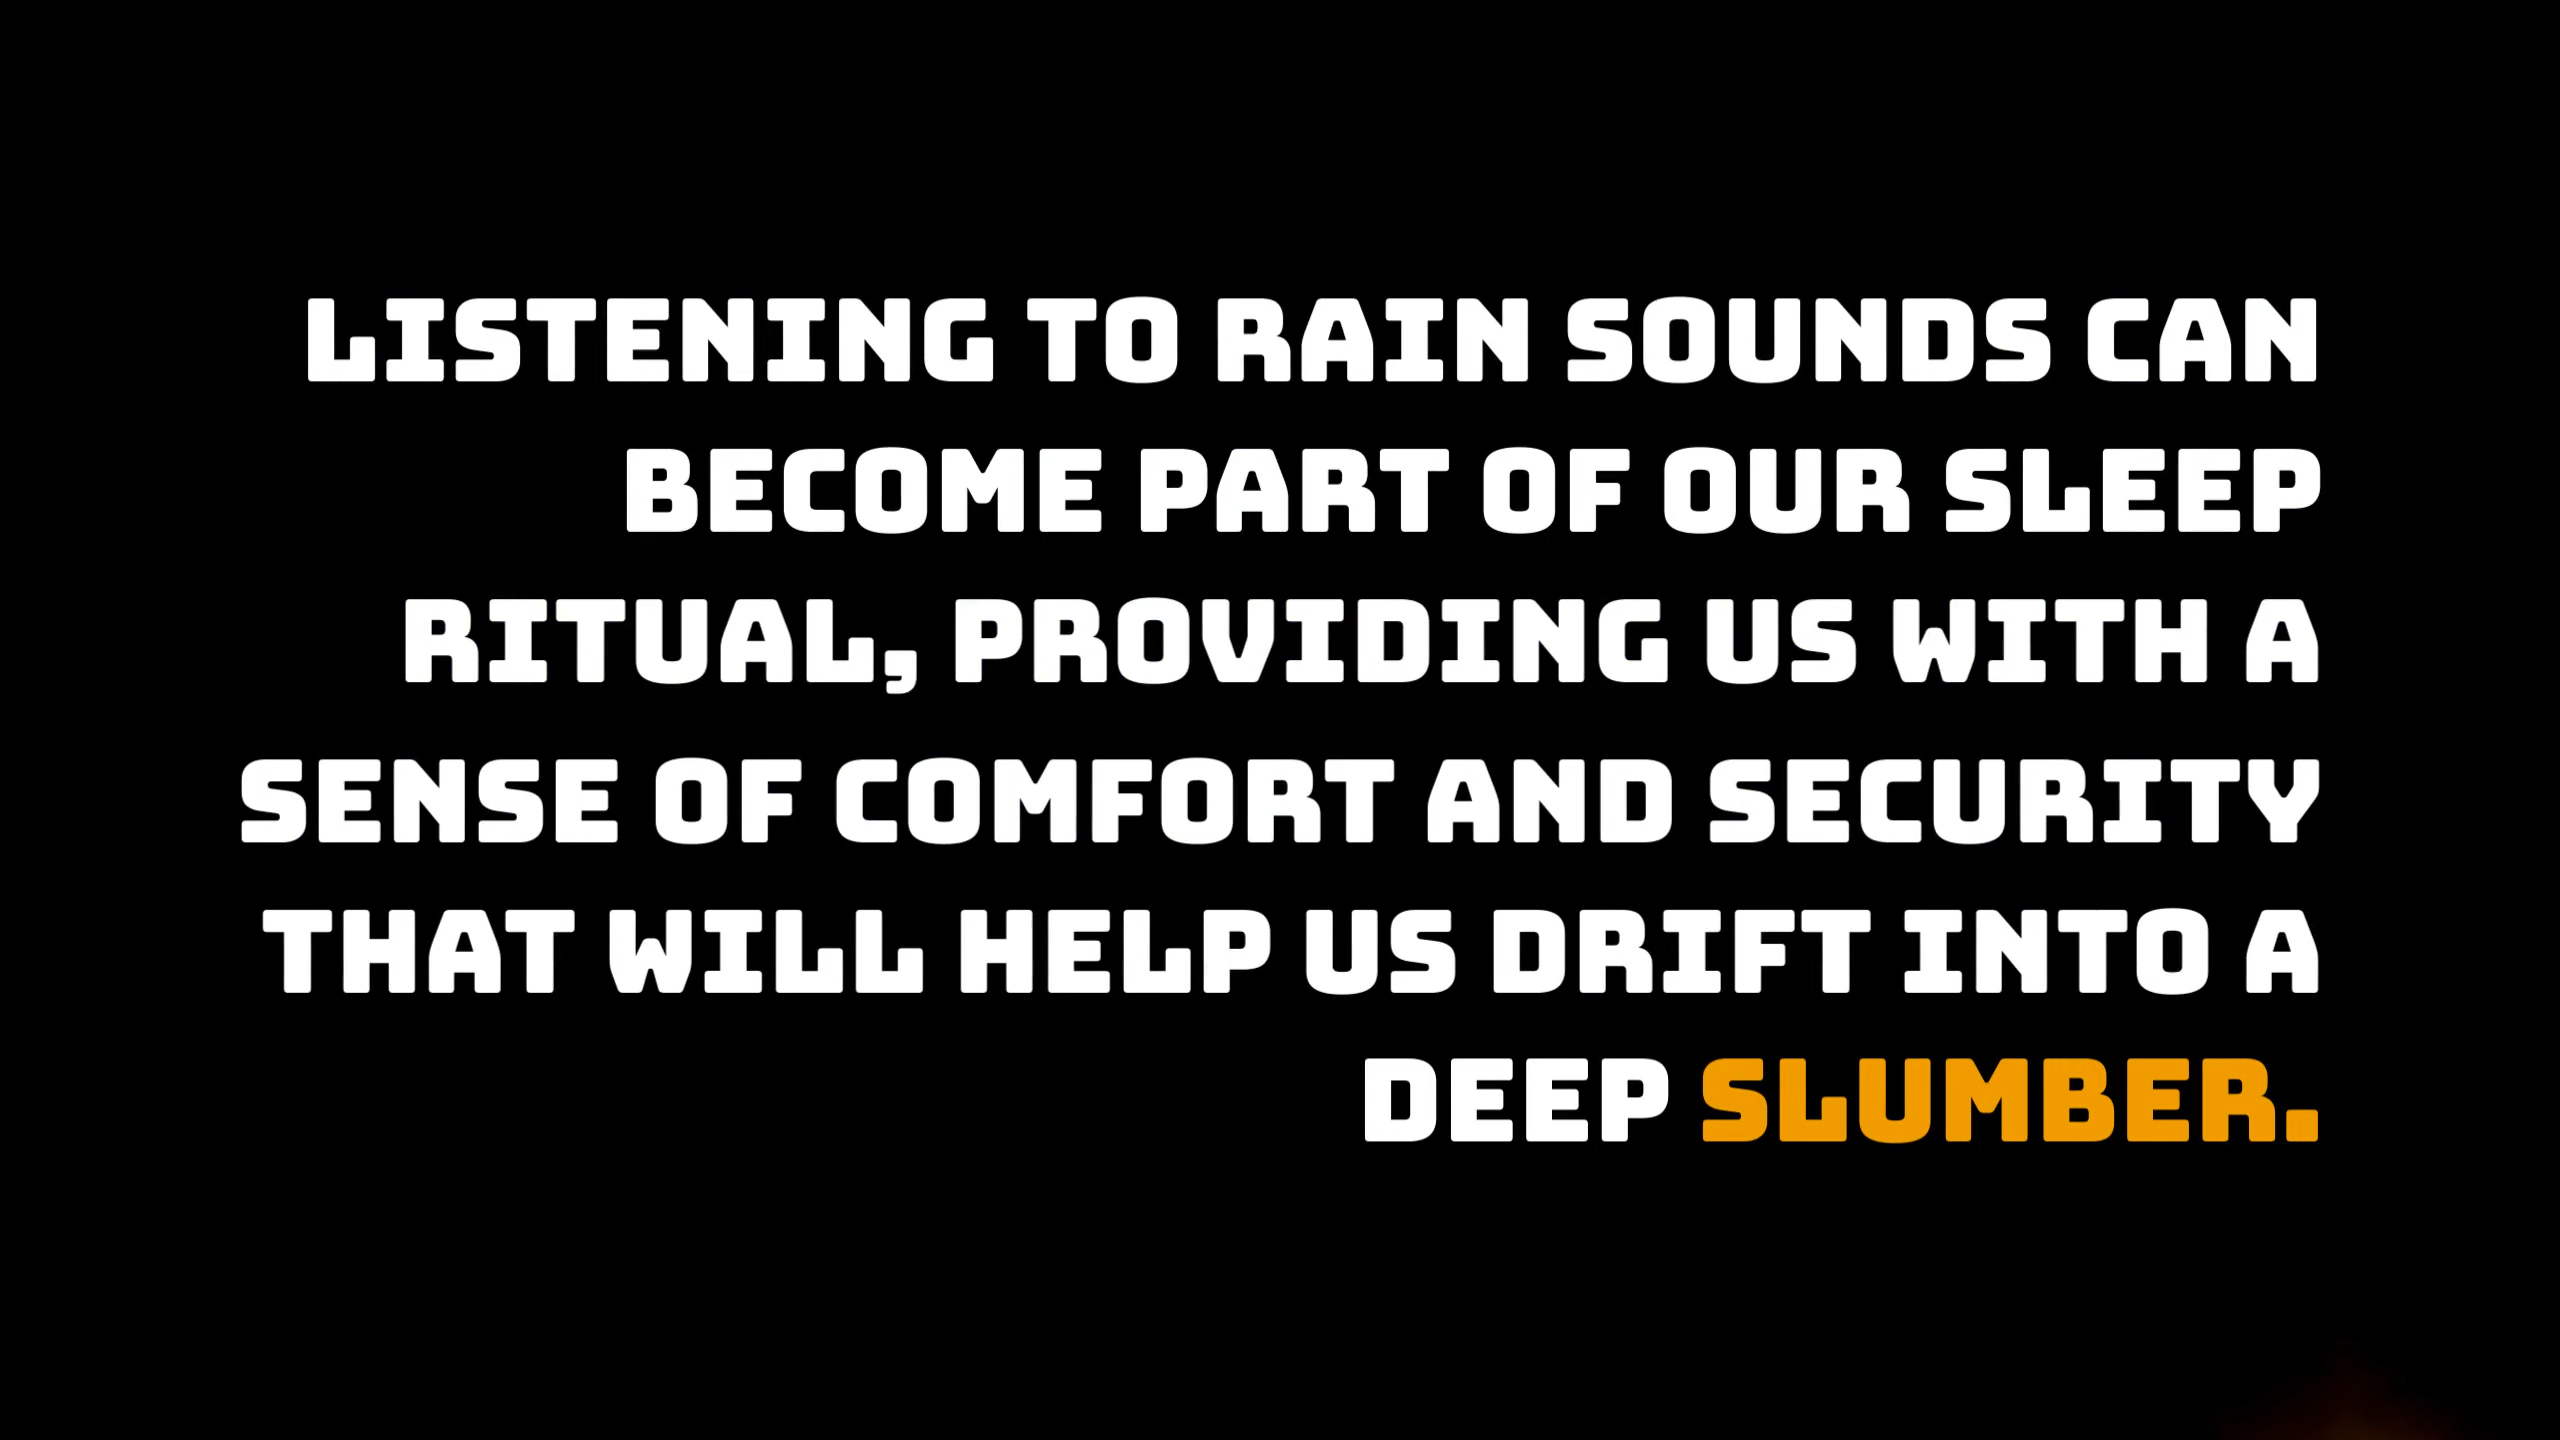 LISTENING TO RAIN SOUNDS CAN
BECOME PART OF OUR SLEEP
RITUAL, PROVIDING US WITH A
SENSE OF COMFORT AND SECURITY
THAT WILL HELP US DRIFT INTO A
DEEP SLUMBER.